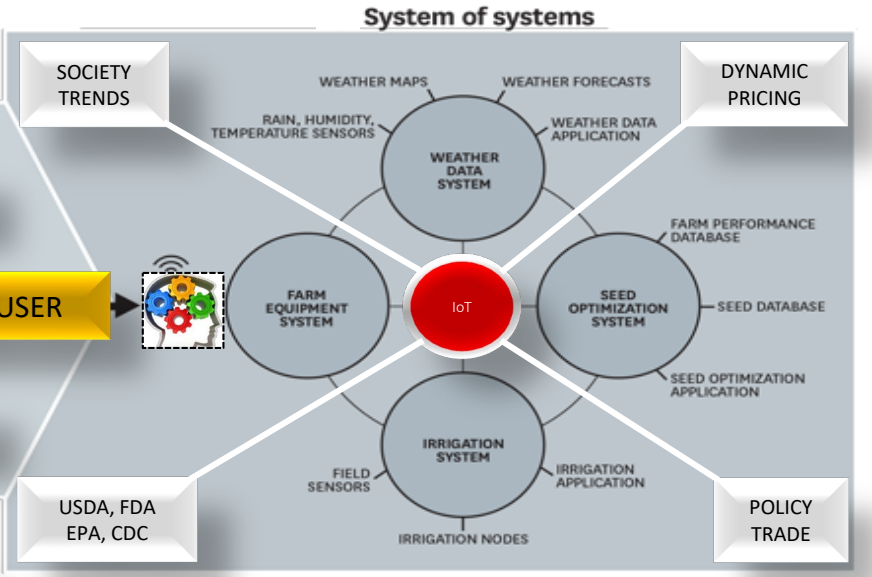 System of systems
SOCIETY
TRENDS
DYNAMIC
PRICING
WEATHER MAPS
WEATHER FORECASTS
RAIN, HUMIDITY,
TEMPERATURE SENSORS
WEATHER DATA
APPLICATION
WEATHER
DATA
SYSTEM
FARM PERFORMANCE
DATABASE
USER
FARM
EQUIPMENT
SYSTEM
IoT
SEED
OPTIMIZATION
SYSTEM
SEED DATABASE
SEED OPTIMIZATION
APPLICATION
IRRIGATION
SYSTEM
FIELD
SENSORS
IRRIGATION
APPLICATION
IRRIGATION NODES
USDA, FDA
EPA, CDC
POLICY
TRADE